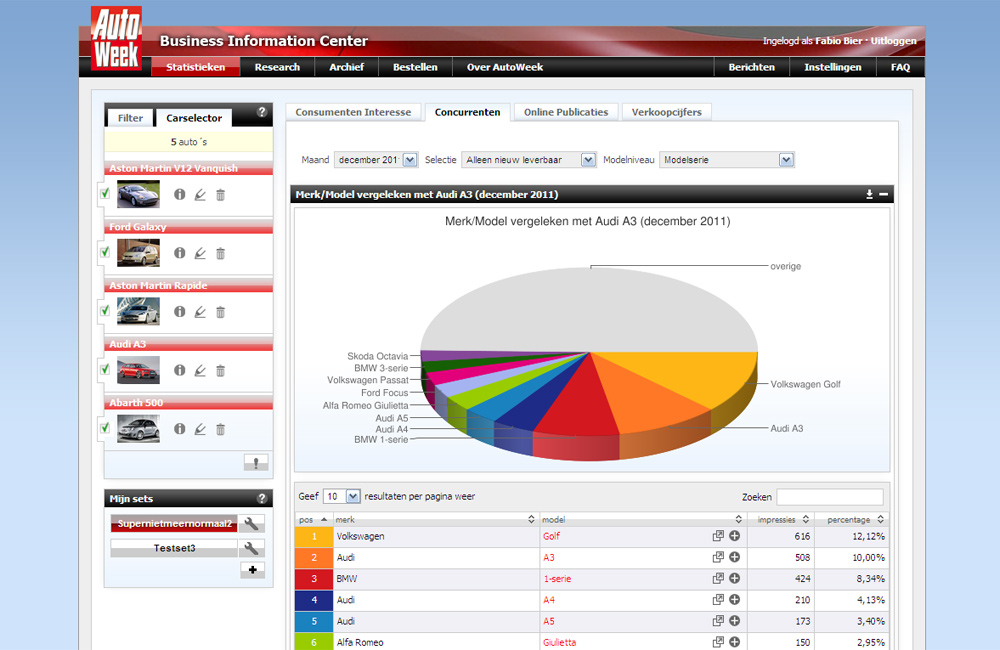 Auto
Week
Business Information Center
Ingelogd als Fabio Bier · Uitloggen
Statistieken Research Archief Bestellen Over AutoWeek Berichten Instellingen FAQ
Filter Carselector ?
5 auto´s
Aston Martin V12 Vanquish
Ford Galaxy
Aston Martin Rapide
Audi A3
Abarth 500
!
Mijn sets ?
Supernietmeernormaal2
Testset3
Consumenten Interesse Concurrenten Online Publicaties Verkoopcijfers
Maand december 201 Selectie Alleen nieuw leverbaar Modelniveau Modelserie
Merk/Model vergeleken met Audi A3 (december 2011)
Merk/Model vergeleken met Audi A3 (december 2011)
overige
Skoda Octavia
BMW 3-serie
Volkswagen Passat
Ford Focus
Alfa Romeo Giulietta
Audi A5
Audi A4
BMW 1-serie
Volkswagen Golf
Audi A3
Geef 10 resultaten per pagina weer Zoeken
pos merk model impressies percentage
1 Volkswagen Golf 616 12,12%
2 Audi A3 508 10,00%
3 BMW 1-serie 424 8,34%
4 Audi A4 210 4,13%
5 Audi A5 173 3,40%
6 Alfa Romeo Giulietta 150 2,95%